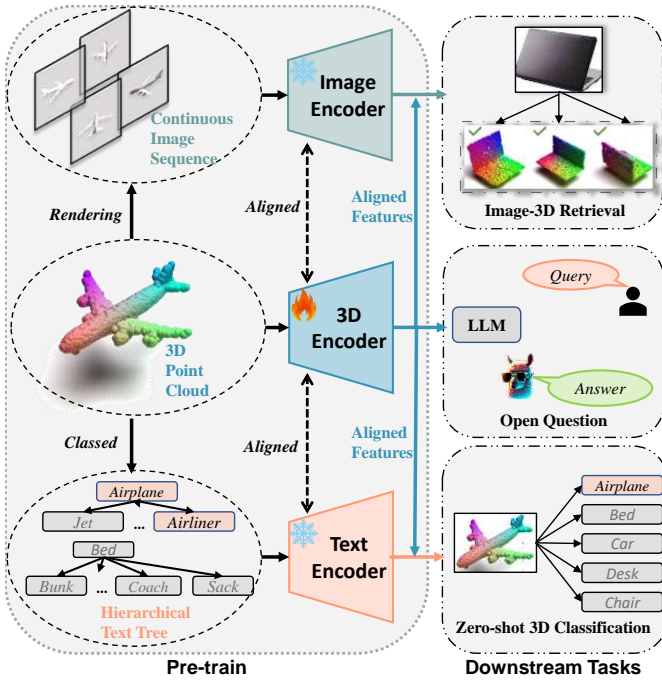 Continuous
Image
Sequence
Image
Encoder
Rendering
Aligned
Aligned
Features
Image-3D Retrieval
3D
Point
Cloud
3D
Encoder
LLM
Query
Answer
Open Question
Classed
Aligned
Aligned
Features
Airplane
Jet
...
Airliner
Bed
Bunk
...
Coach
Sack
Hierarchical
Text Tree
Text
Encoder
Airplane
Bed
Car
Desk
Chair
Zero-shot 3D Classification
Pre-train
Downstream Tasks